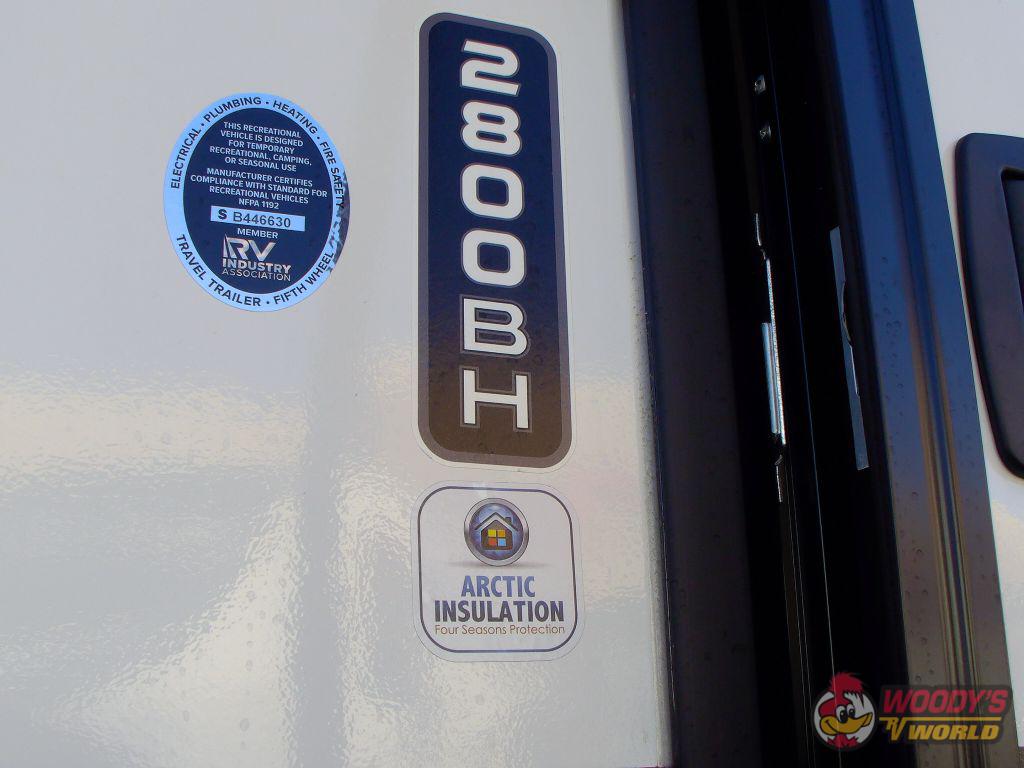 ELECTRICAL • PLUMBING • HEATING • FIRE SAFETY
THIS RECREATIONAL
VEHICLE IS DESIGNED
FOR TEMPORARY
RECREATIONAL, CAMPING,
OR SEASONAL USE
MANUFACTURER CERTIFIES
COMPLIANCE WITH STANDARD FOR
RECREATIONAL VEHICLES
NFPA 1192
S B446630
MEMBER
RV
INDUSTRY
ASSOCIATION
TRAVEL TRAILER • FIFTH WHEEL
2800BH
ARCTIC
INSULATION
Four Seasons Protection
WOODY'S
RV WORLD